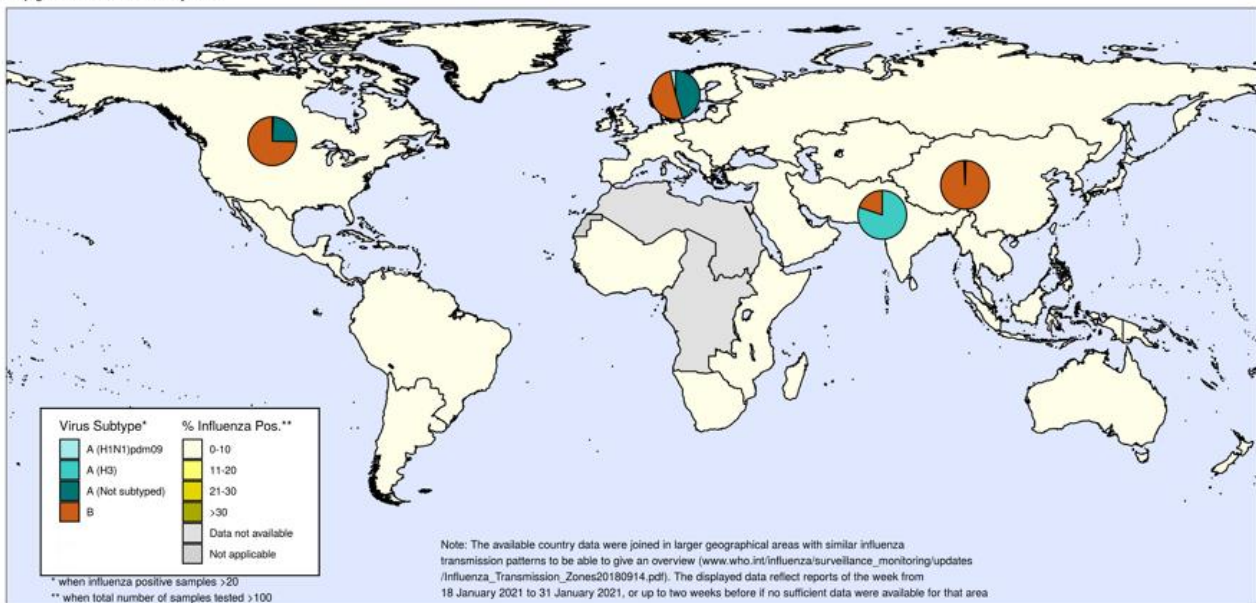 Virus Subtype*
A (H1N1)pdm09
A (H3)
A (Not subtyped)
B
% Influenza Pos.**
0-10
11-20
21-30
>30
Data not available
Not applicable
* when influenza positive samples >20
** when total number of samples tested >100
Note: The available country data were joined in larger geographical areas with similar influenza
transmission patterns to be able to give an overview (www.who.int/influenza/surveillance_monitoring/updates
/Influenza_Transmission_Zones20180914.pdf). The displayed data reflect reports of the week from
18 January 2021 to 31 January 2021, or up to two weeks before if no sufficient data were available for that area